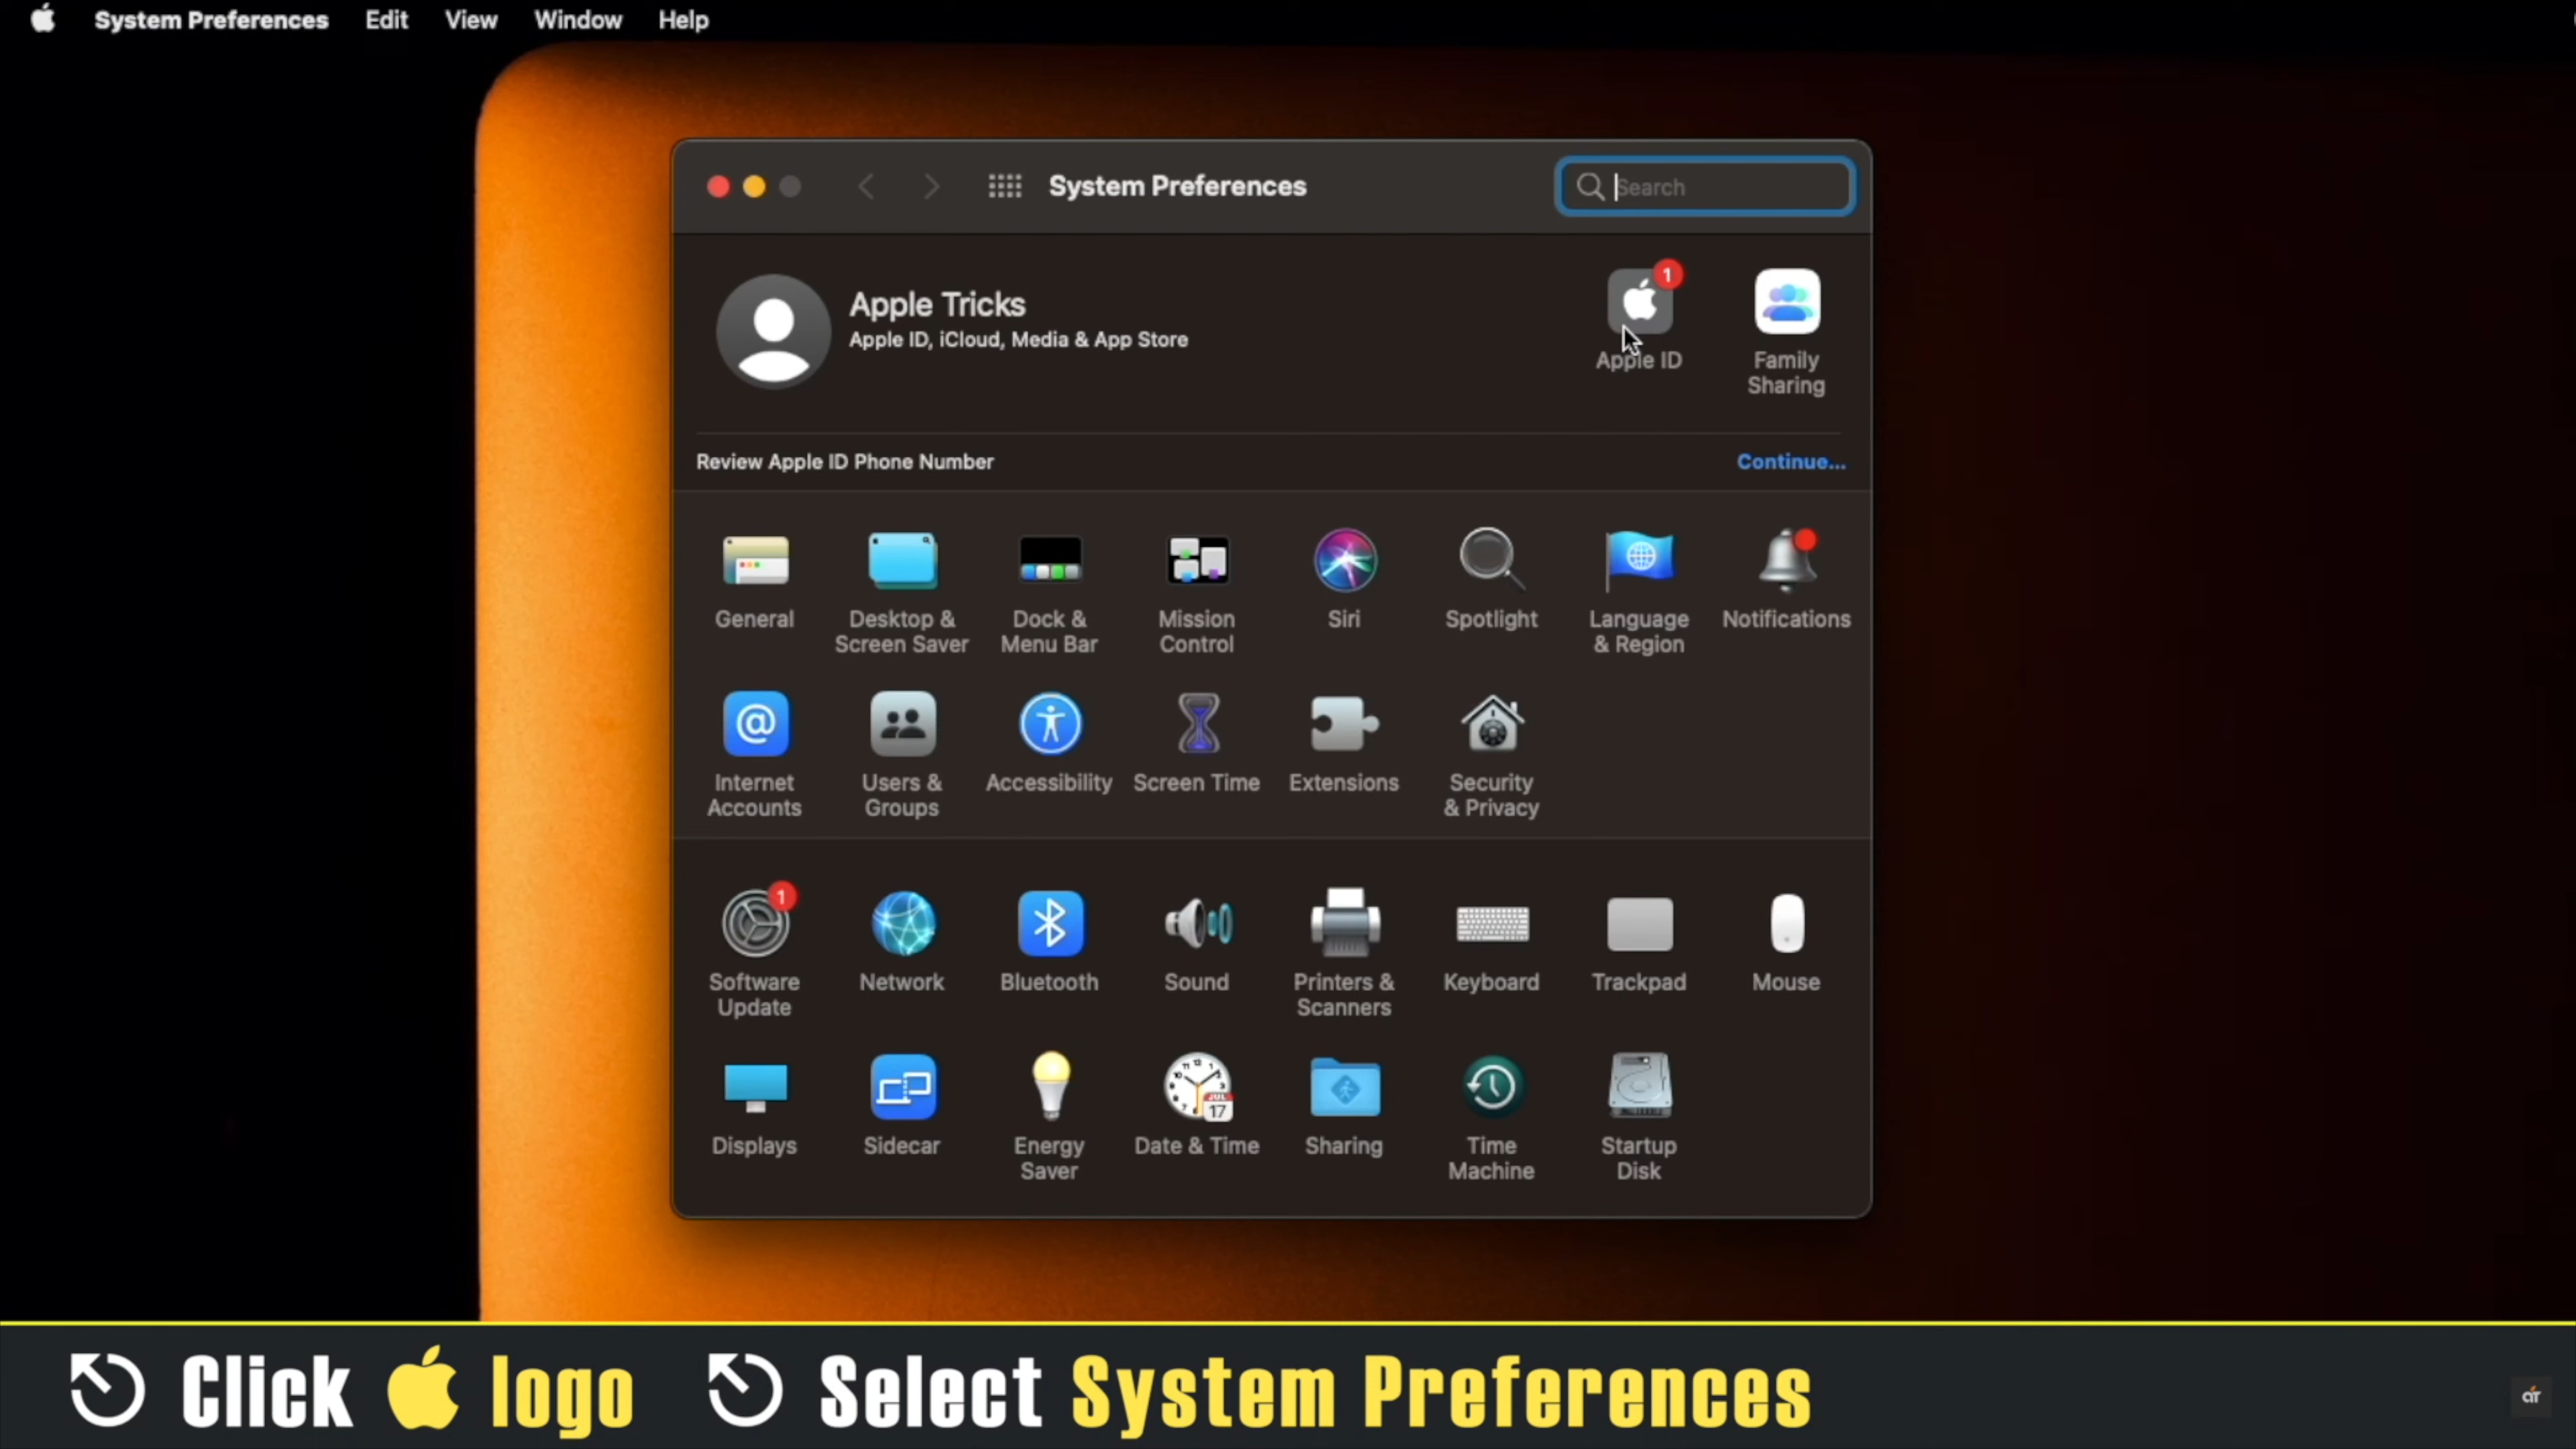 System Preferences Edit View Window Help
System Preferences
Search
Apple Tricks
Apple ID, iCloud, Media & App Store
1
Apple ID
Family
Sharing
Review Apple ID Phone Number
Continue...
General
Desktop &
Screen Saver
Dock &
Menu Bar
Mission
Control
Siri
Spotlight
Language
& Region
Notifications
@
Internet
Accounts
Users &
Groups
Accessibility
Screen Time
Extensions
Security
& Privacy
1
Software
Update
Network
Bluetooth
Sound
Printers &
Scanners
Keyboard
Trackpad
Mouse
Displays
Sidecar
Energy
Saver
JUL
17
Date & Time
Sharing
Time
Machine
Startup
Disk
Click logo Select System Preferences